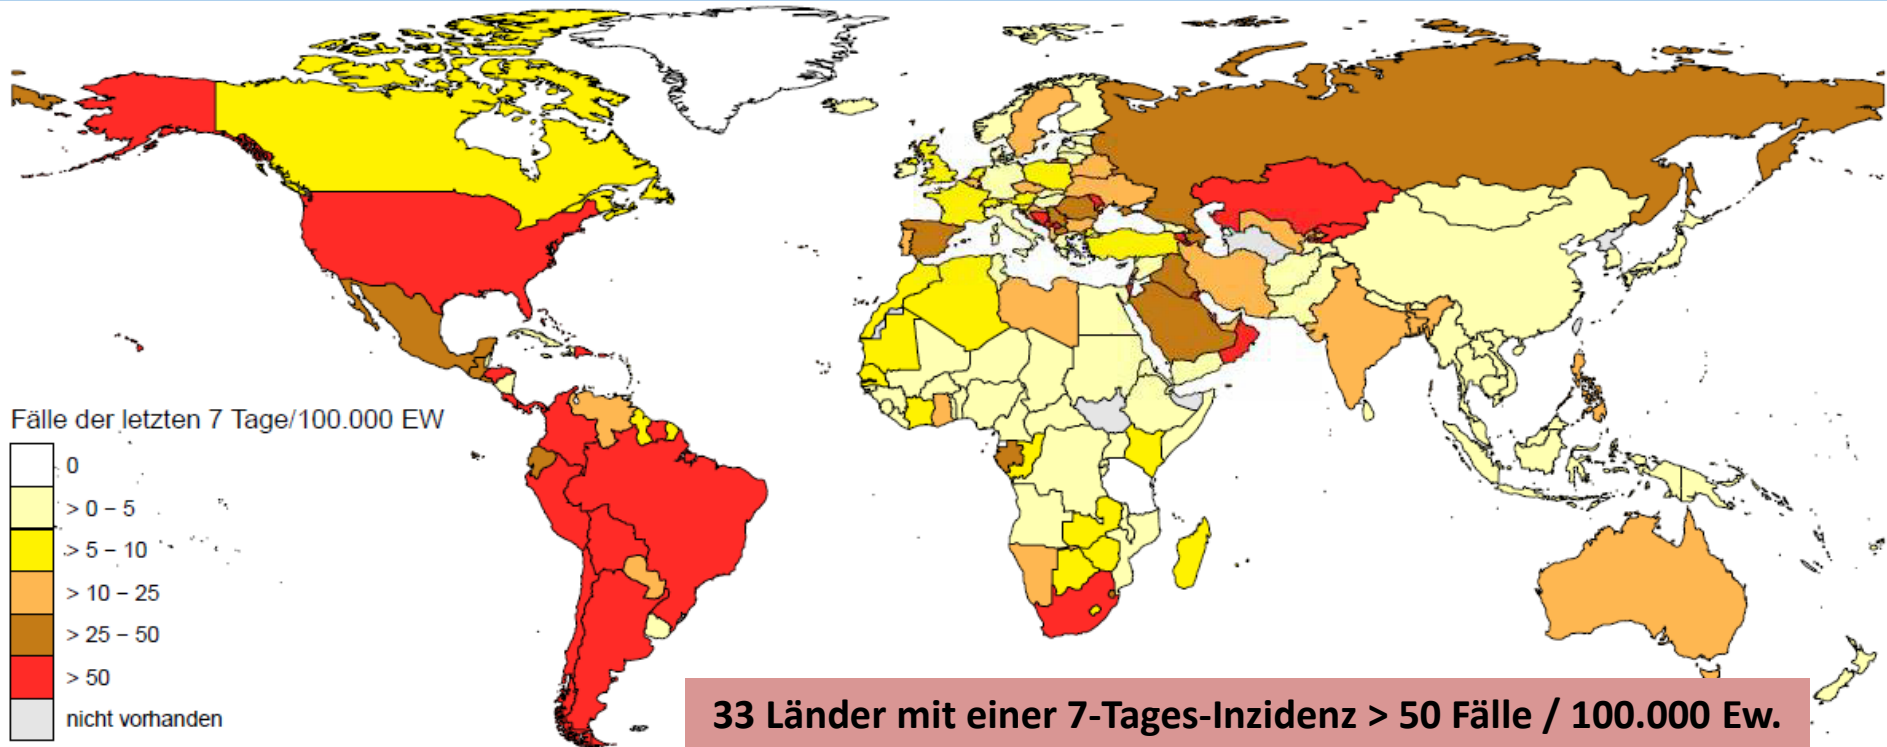 Fälle der letzten 7 Tage/100.000 EW
0
> 0 – 5
> 5 – 10
> 10 – 25
> 25 – 50
> 50
nicht vorhanden
33 Länder mit einer 7-Tages-Inzidenz > 50 Fälle / 100.000 Ew.